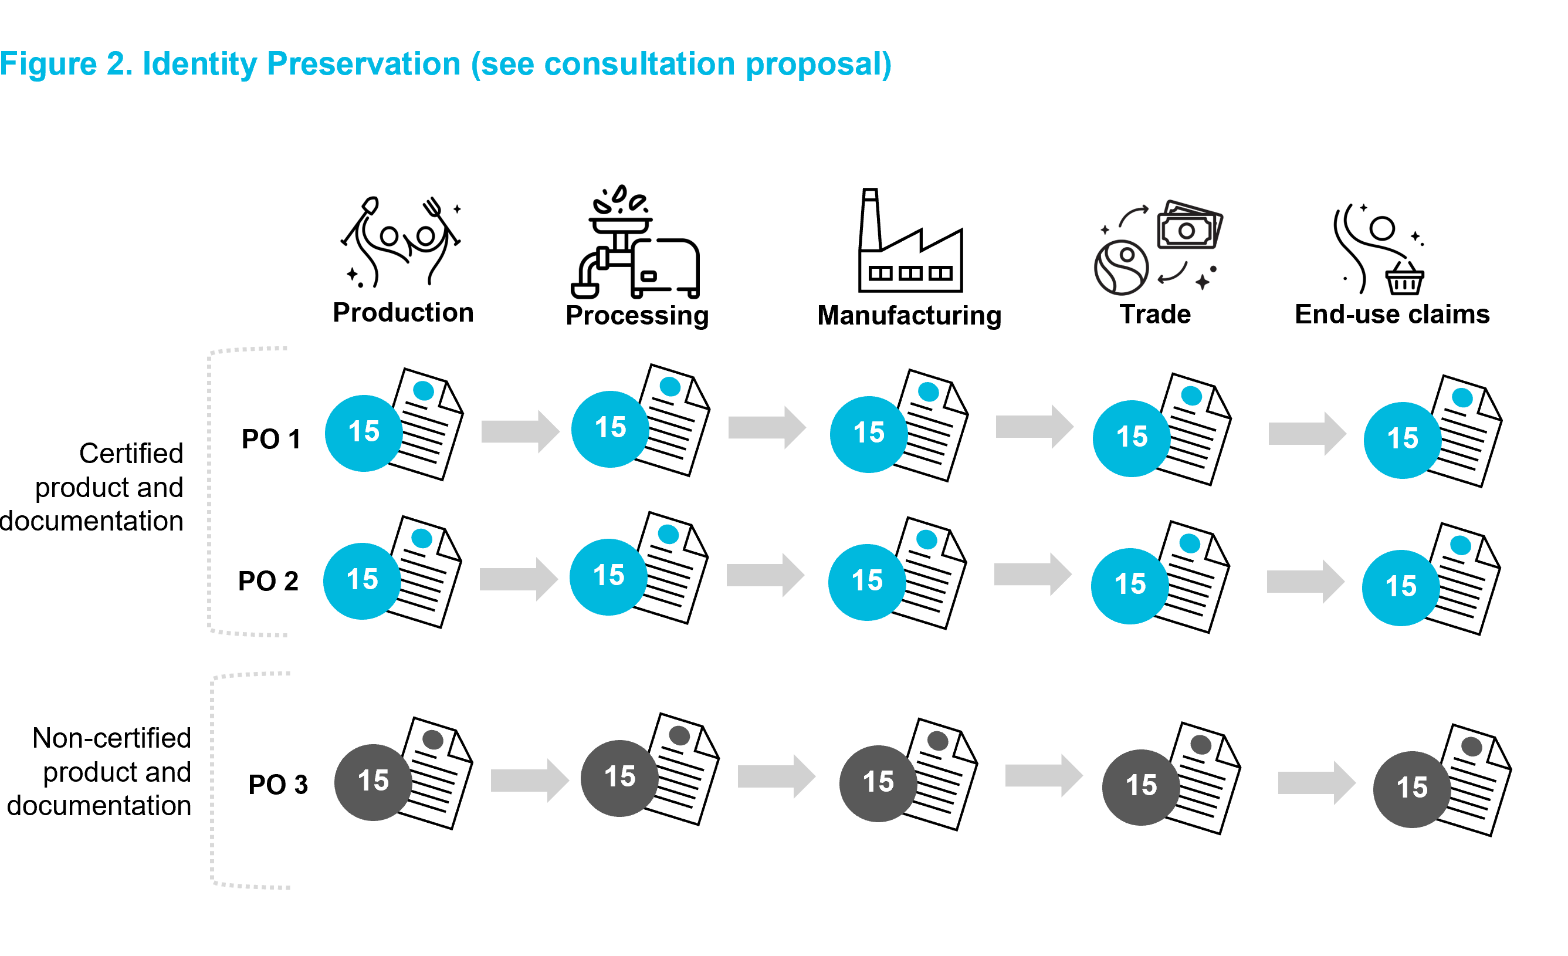 Figure 2. Identity Preservation (see consultation proposal)
Production
Processing
Manufacturing
Trade
End-use claims
Certified
product and
documentation
PO 1
15
15
15
15
15
PO 2
15
15
15
15
15
Non-certified
product and
documentation
PO 3
15
15
15
15
15